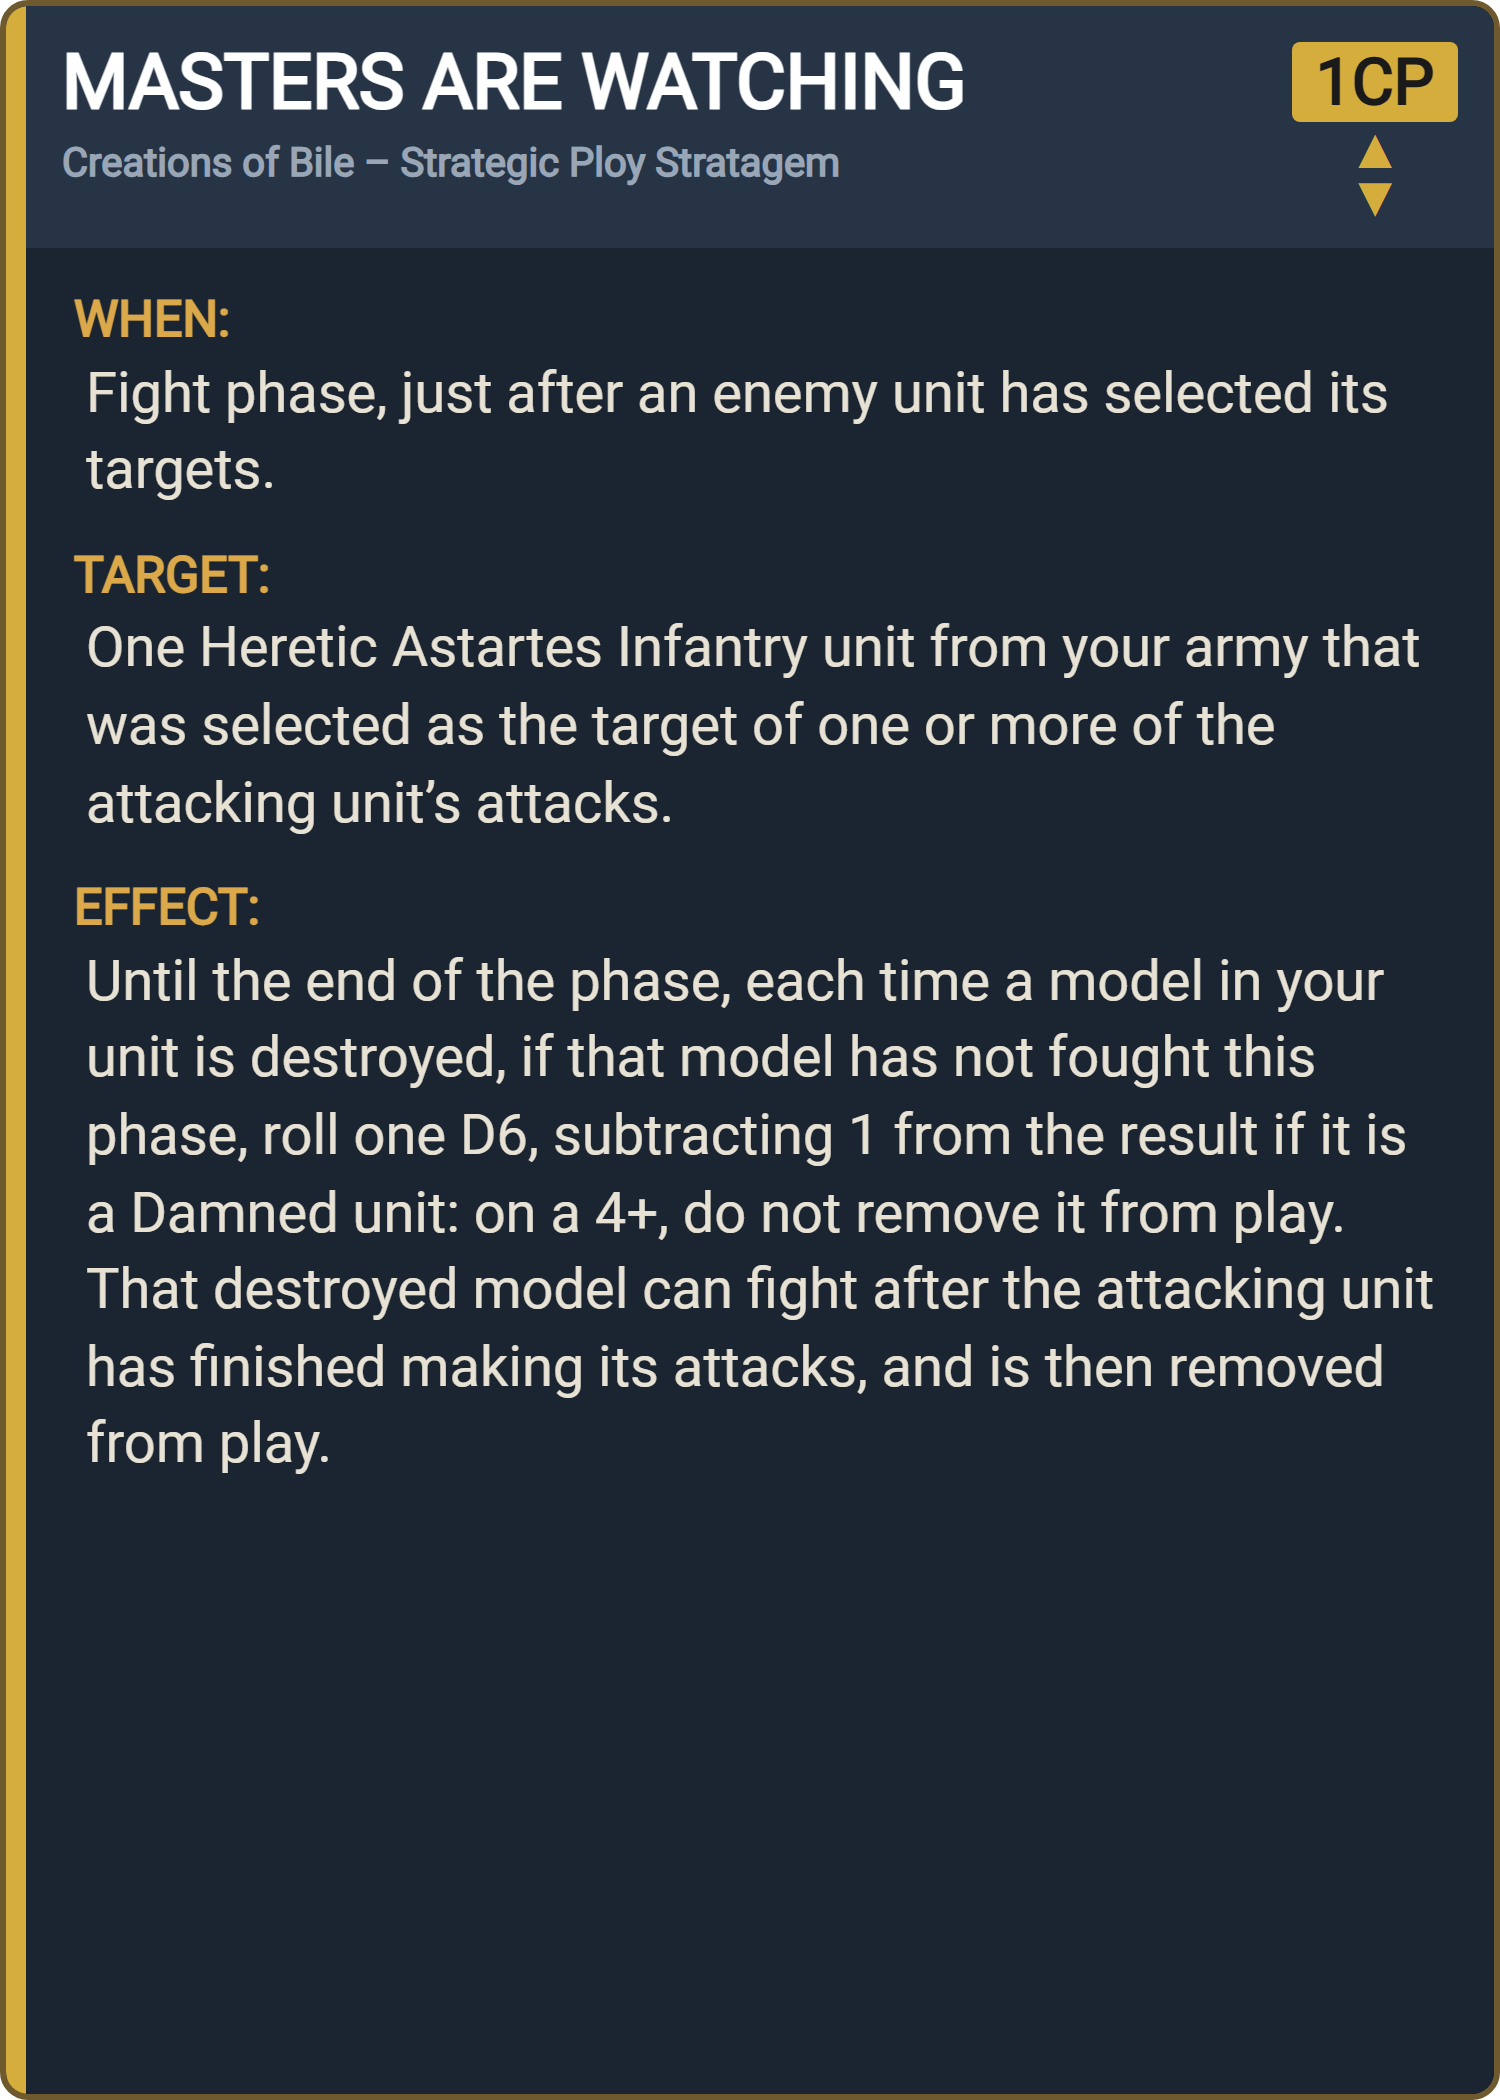 MASTERS ARE WATCHING
1CP
Creations of Bile – Strategic Ploy Stratagem
WHEN:
Fight phase, just after an enemy unit has selected its
targets.
TARGET:
One Heretic Astartes Infantry unit from your army that
was selected as the target of one or more of the
attacking unit’s attacks.
EFFECT:
Until the end of the phase, each time a model in your
unit is destroyed, if that model has not fought this
phase, roll one D6, subtracting 1 from the result if it is
a Damned unit: on a 4+, do not remove it from play.
That destroyed model can fight after the attacking unit
has finished making its attacks, and is then removed
from play.